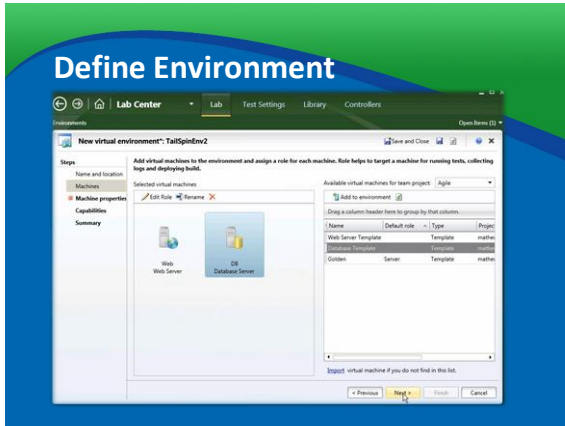 Define Environment
Lab Center Lab Test Settings Library Controllers
Environments Open Items (1)
New virtual environment*: TailSpinEnv2 Save and Close
Steps
Name and location
Machines
Machine properties
Capabilities
Summary
Add virtual machines to the environment and assign a role for each machine. Role helps to target a machine for running tests, collecting
logs and deploying build.
Selected virtual machines
Edit Role Rename
Web
Web Server
DB
Database Server
Available virtual machines for team project: Agile
Add to environment
Drag a column header here to group by that column.
Name Default role Type Projec
Web Server Template Template mathew
Database Template Template
Golden Server Template
Import virtual machine if you do not find in this list.
< Previous Next > Finish Cancel